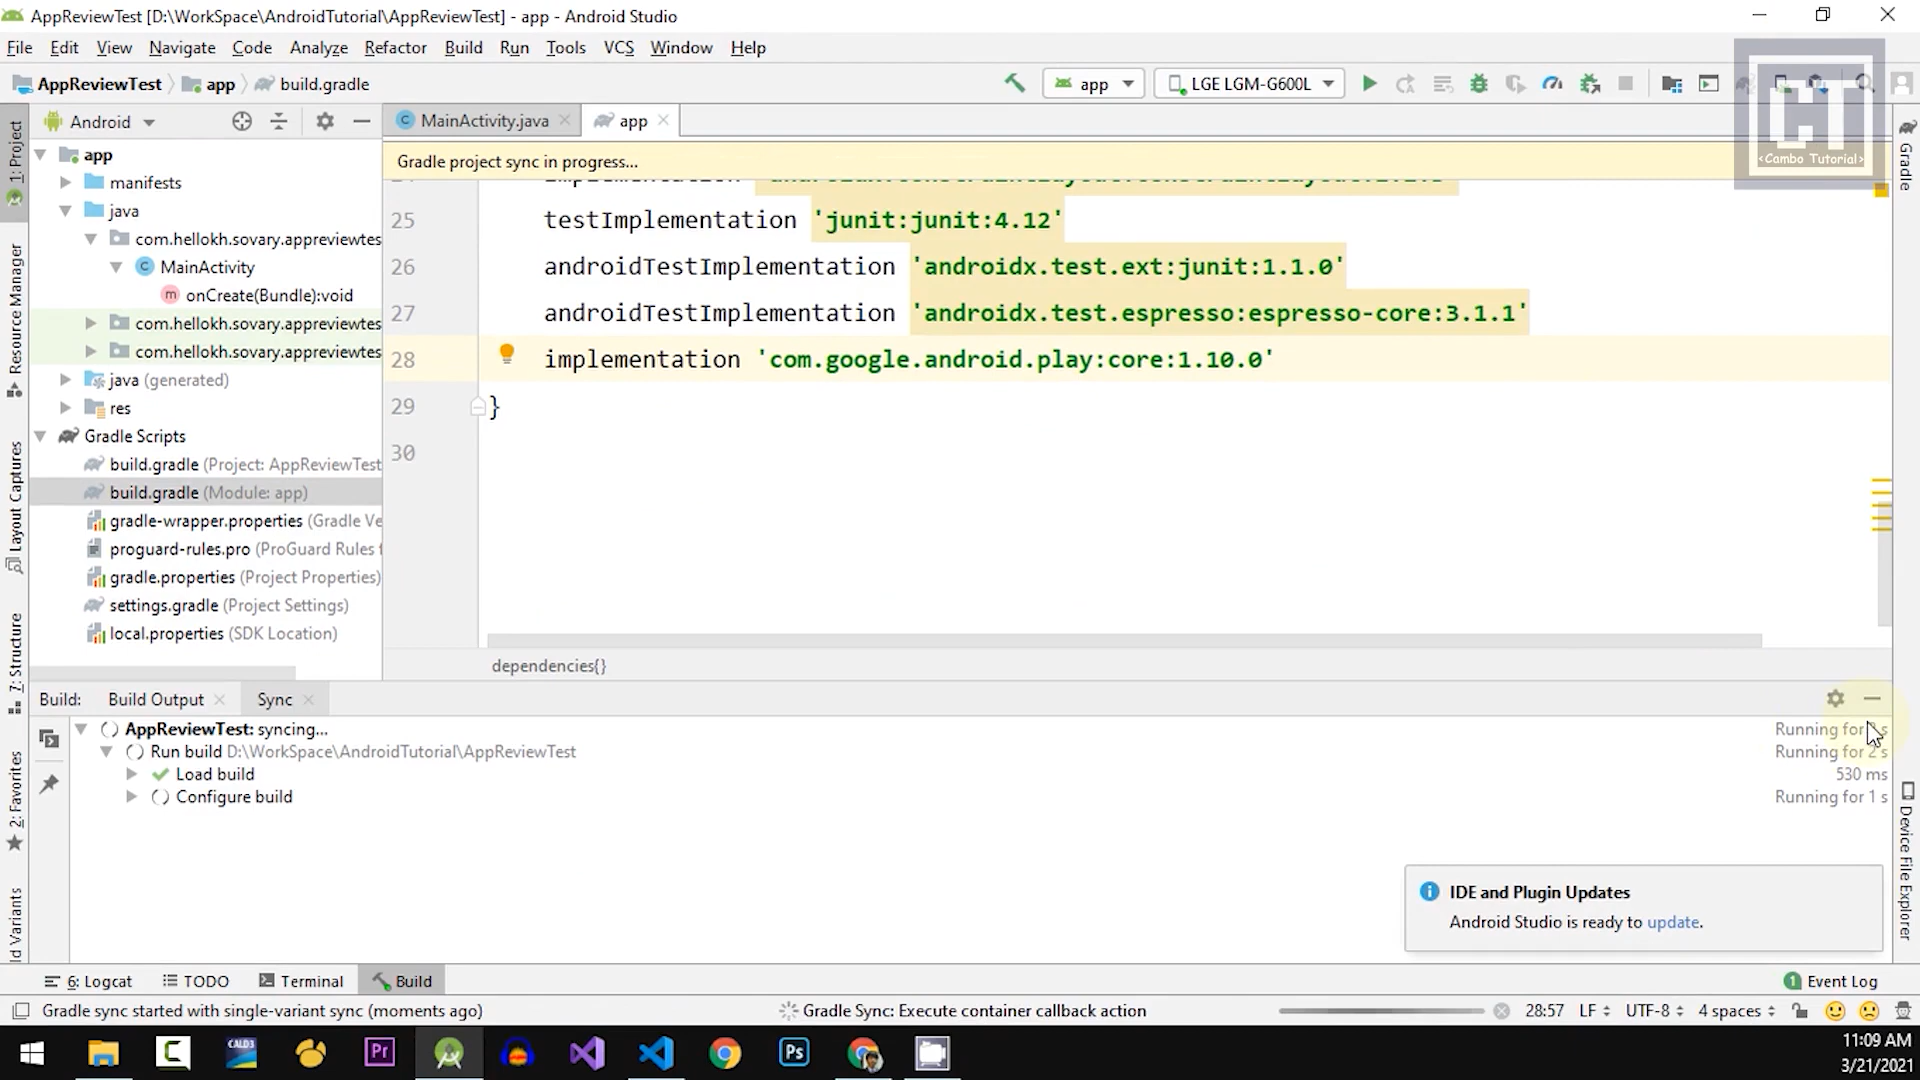 AppReviewTest [D:\WorkSpace\AndroidTutorial\AppReviewTest] - app - Android Studio
File Edit View Navigate Code Analyze Refactor Build Run Tools VCS Window Help
AppReviewTest app build.gradle
app LGE LGM-G600L
CT
<Cambo Tutorial>
1: Project
Resource Manager
Layout Captures
7: Structure
2: Favorites
ld Variants
Android
app
manifests
java
com.hellokh.sovary.appreviewtes
MainActivity
onCreate(Bundle):void
com.hellokh.sovary.appreviewtes
com.hellokh.sovary.appreviewtes
java (generated)
res
Gradle Scripts
build.gradle (Project: AppReviewTest
build.gradle (Module: app)
gradle-wrapper.properties (Gradle Ve
proguard-rules.pro (ProGuard Rules f
gradle.properties (Project Properties)
settings.gradle (Project Settings)
local.properties (SDK Location)
MainActivity.java app
Gradle project sync in progress...
25 testImplementation 'junit:junit:4.12'
26 androidTestImplementation 'androidx.test.ext:junit:1.1.0'
27 androidTestImplementation 'androidx.test.espresso:espresso-core:3.1.1'
28 implementation 'com.google.android.play:core:1.10.0'
29 }
30
dependencies{}
Gradle
Device File Explorer
Build: Build Output Sync
AppReviewTest: syncing... Running for
Run build D:\WorkSpace\AndroidTutorial\AppReviewTest Running for 2 s
Load build 530 ms
Configure build Running for 1 s
IDE and Plugin Updates
Android Studio is ready to update.
6: Logcat TODO Terminal Build 1 Event Log
Gradle sync started with single-variant sync (moments ago) Gradle Sync: Execute container callback action 28:57 LF UTF-8 4 spaces
C CALD3 Pr Ps
11:09 AM
3/21/2021